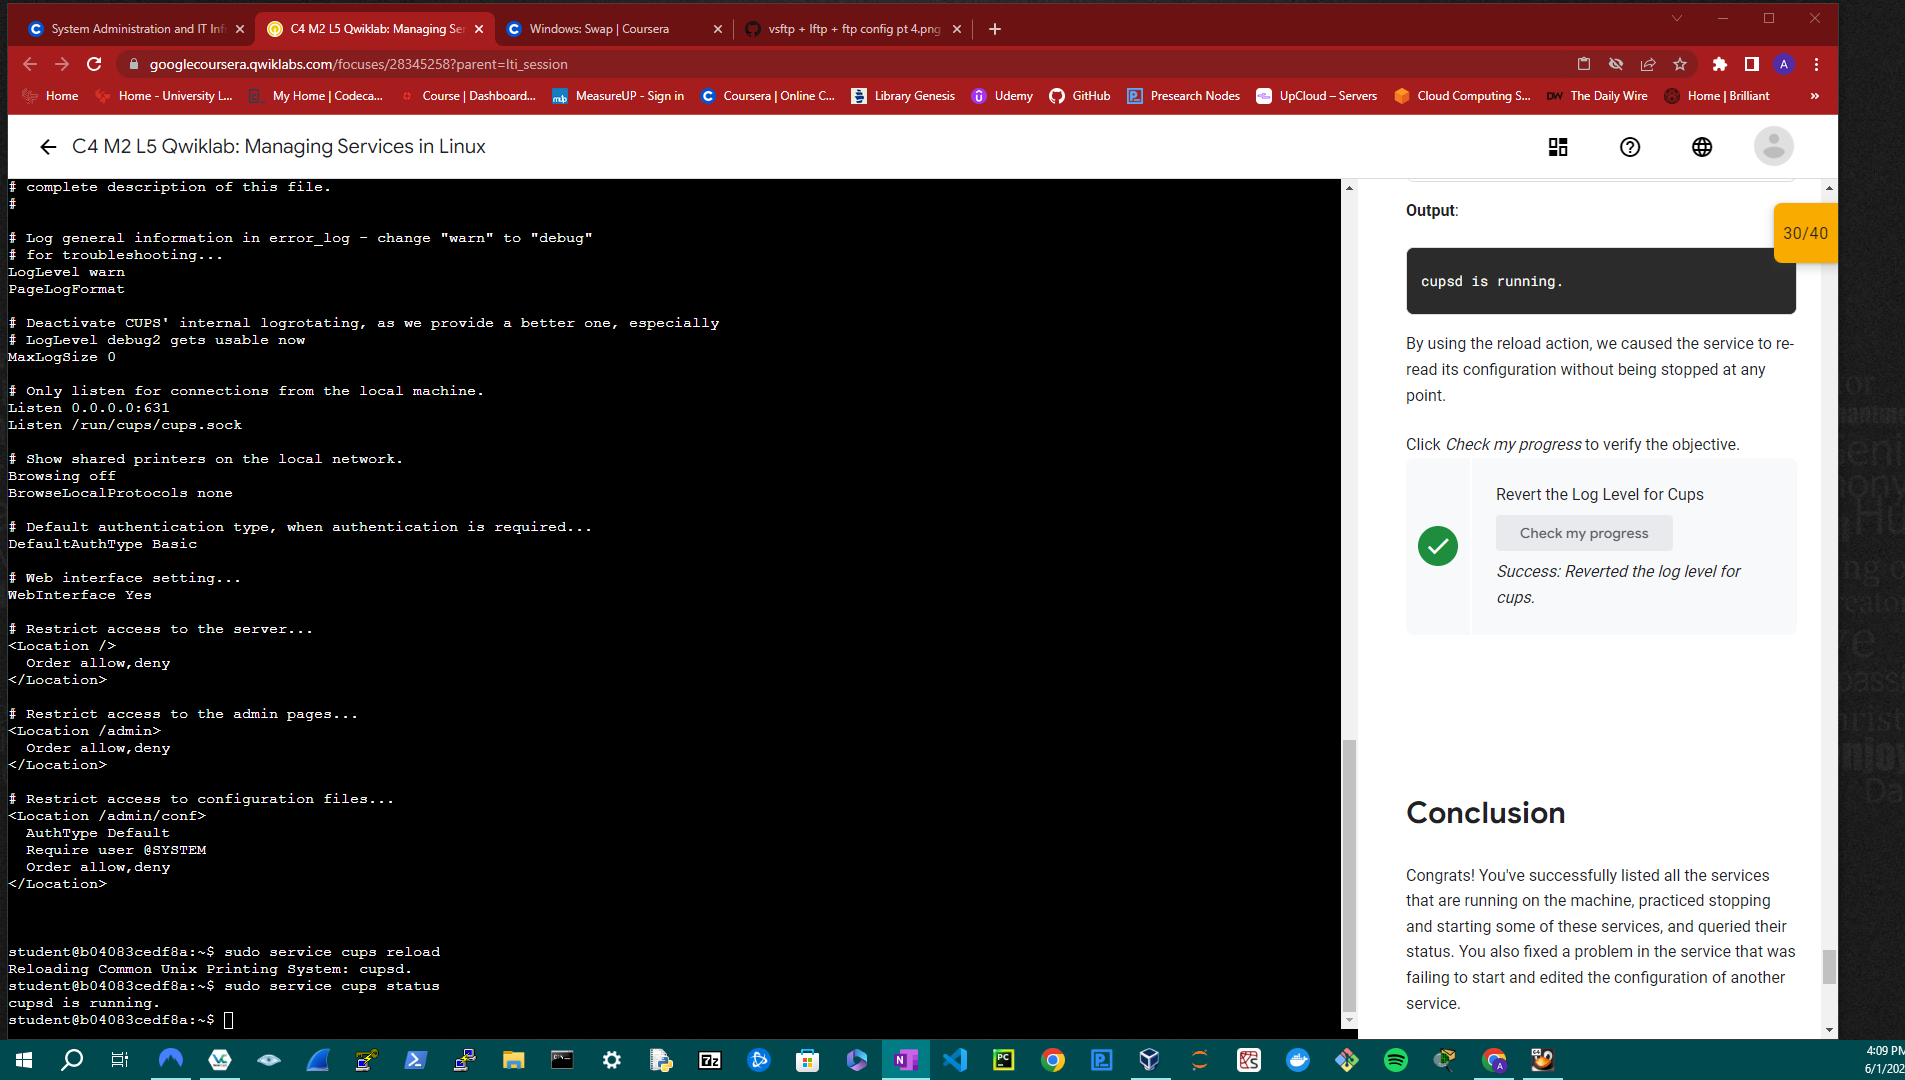 System Administration and IT Inf
C4 M2 L5 Qwiklab: Managing Ser
Windows: Swap | Coursera
vsftp + lftp + ftp config pt 4.png
googlecoursera.qwiklabs.com/focuses/28345258?parent=lti_session
A
Home
Home - University L...
My Home | Codeca...
Course | Dashboard...
MeasureUP - Sign in
Coursera | Online C...
Library Genesis
Udemy
GitHub
Presearch Nodes
UpCloud – Servers
Cloud Computing S...
The Daily Wire
Home | Brilliant
»
C4 M2 L5 Qwiklab: Managing Services in Linux
# complete description of this file.
#
# Log general information in error_log - change "warn" to "debug"
# for troubleshooting...
LogLevel warn
PageLogFormat
# Deactivate CUPS' internal logrotating, as we provide a better one, especially
# LogLevel debug2 gets usable now
MaxLogSize 0
# Only listen for connections from the local machine.
Listen 0.0.0.0:631
Listen /run/cups/cups.sock
# Show shared printers on the local network.
Browsing off
BrowseLocalProtocols none
# Default authentication type, when authentication is required...
DefaultAuthType Basic
# Web interface setting...
WebInterface Yes
# Restrict access to the server...
<Location />
  Order allow,deny
</Location>
# Restrict access to the admin pages...
<Location /admin>
  Order allow,deny
</Location>
# Restrict access to configuration files...
<Location /admin/conf>
  AuthType Default
  Require user @SYSTEM
  Order allow,deny
</Location>
student@b04083cedf8a:~$ sudo service cups reload
Reloading Common Unix Printing System: cupsd.
student@b04083cedf8a:~$ sudo service cups status
cupsd is running.
student@b04083cedf8a:~$
Output:
30/40
cupsd is running.
By using the reload action, we caused the service to re-
read its configuration without being stopped at any
point.
Click Check my progress to verify the objective.
Revert the Log Level for Cups
Check my progress
Success: Reverted the log level for
cups.
Conclusion
Congrats! You've successfully listed all the services
that are running on the machine, practiced stopping
and starting some of these services, and queried their
status. You also fixed a problem in the service that was
failing to start and edited the configuration of another
service.
4:09 PM
6/1/202